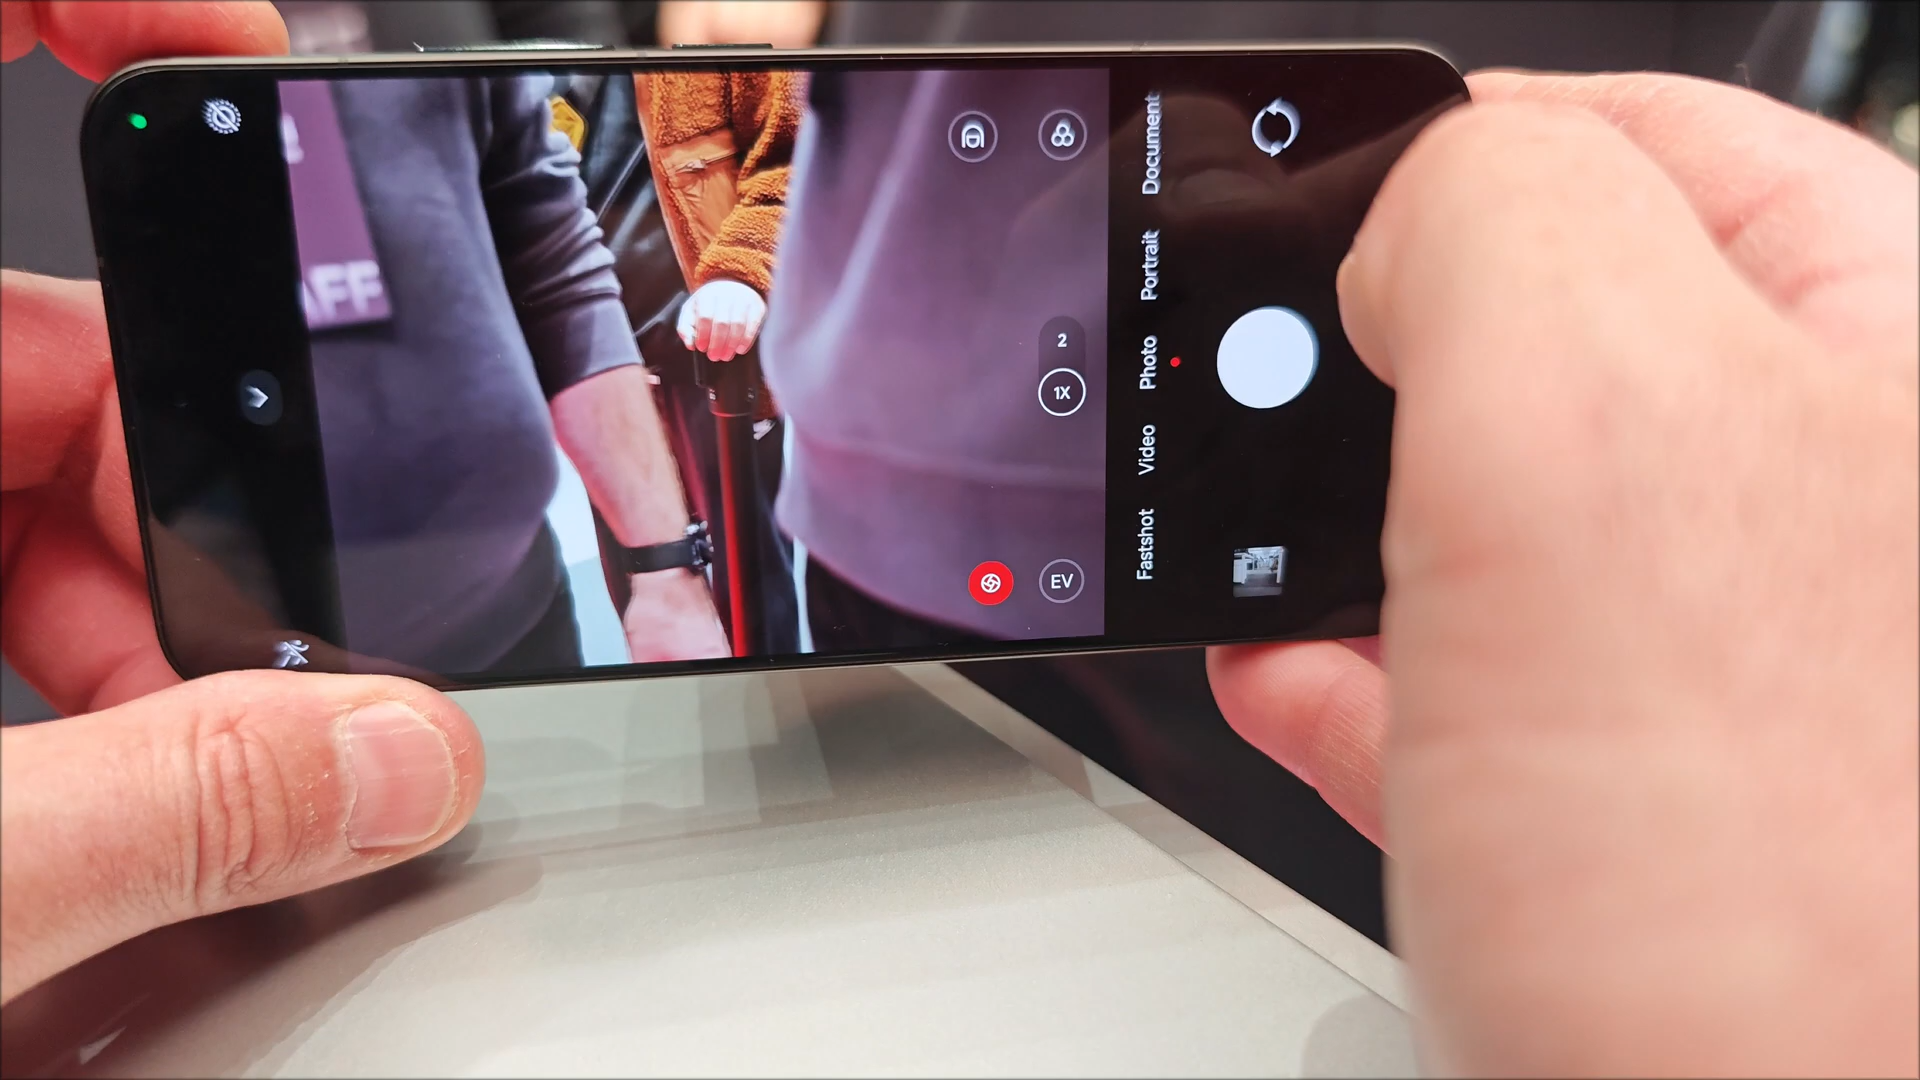 AFF
2
1X
EV
Document
Portrait
Photo
Video
Fastshot